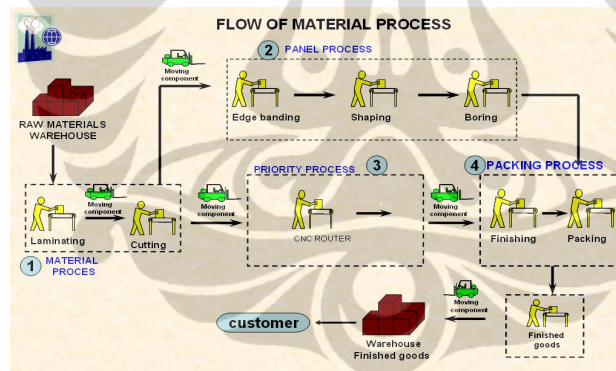 FLOW OF MATERIAL PROCESS
2 PANEL PROCESS
Moving
component
Edge banding
Shaping
Boring
RAW MATERIALS
WAREHOUSE
PRIORITY PROCESS 3
4 PACKING PROCESS
Moving
component
Moving
component
Moving
component
Laminating
Cutting
CNC ROUTER
Finishing
Packing
1 MATERIAL
PROCES
Moving
component
customer
Warehouse
Finished goods
Finished
goods